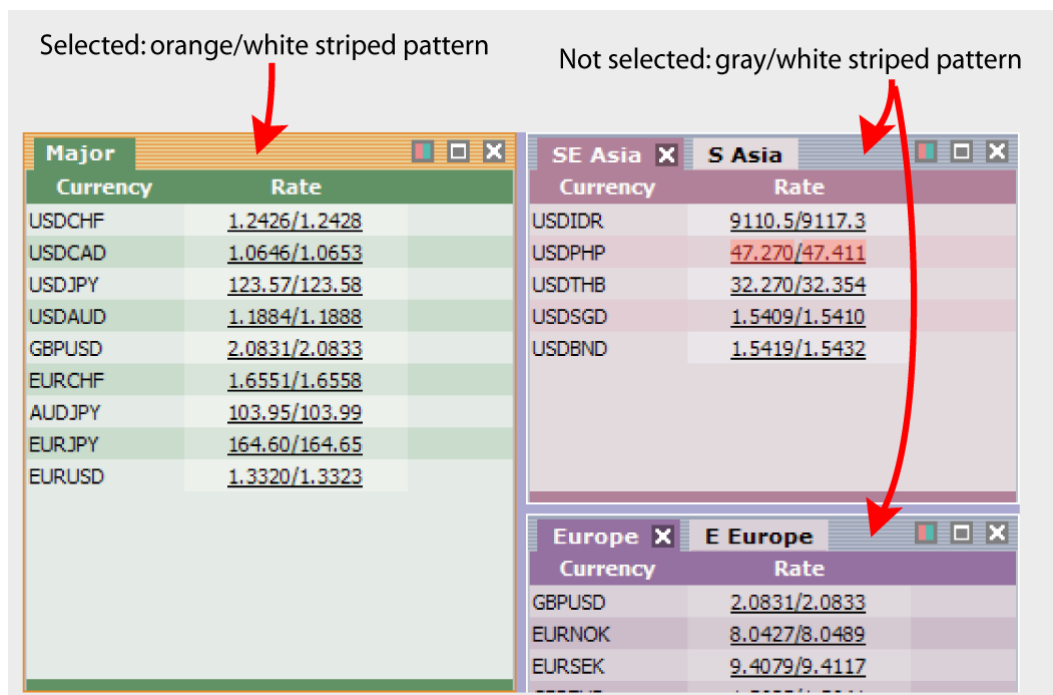 Selected: orange/white striped pattern
Not selected: gray/white striped pattern
Major
Currency Rate
USDCHF 1.2426/1.2428
USDCAD 1.0646/1.0653
USDJPY 123.57/123.58
USDAUD 1.1884/1.1888
GBPUSD 2.0831/2.0833
EURCHF 1.6551/1.6558
AUDJPY 103.95/103.99
EURJPY 164.60/164.65
EURUSD 1.3320/1.3323
SE Asia S Asia
Currency Rate
USDIDR 9110.5/9117.3
USDPHP 47.270/47.411
USDTHB 32.270/32.354
USDSGD 1.5409/1.5410
USDBND 1.5419/1.5432
Europe E Europe
Currency Rate
GBPUSD 2.0831/2.0833
EURNOK 8.0427/8.0489
EURSEK 9.4079/9.4117